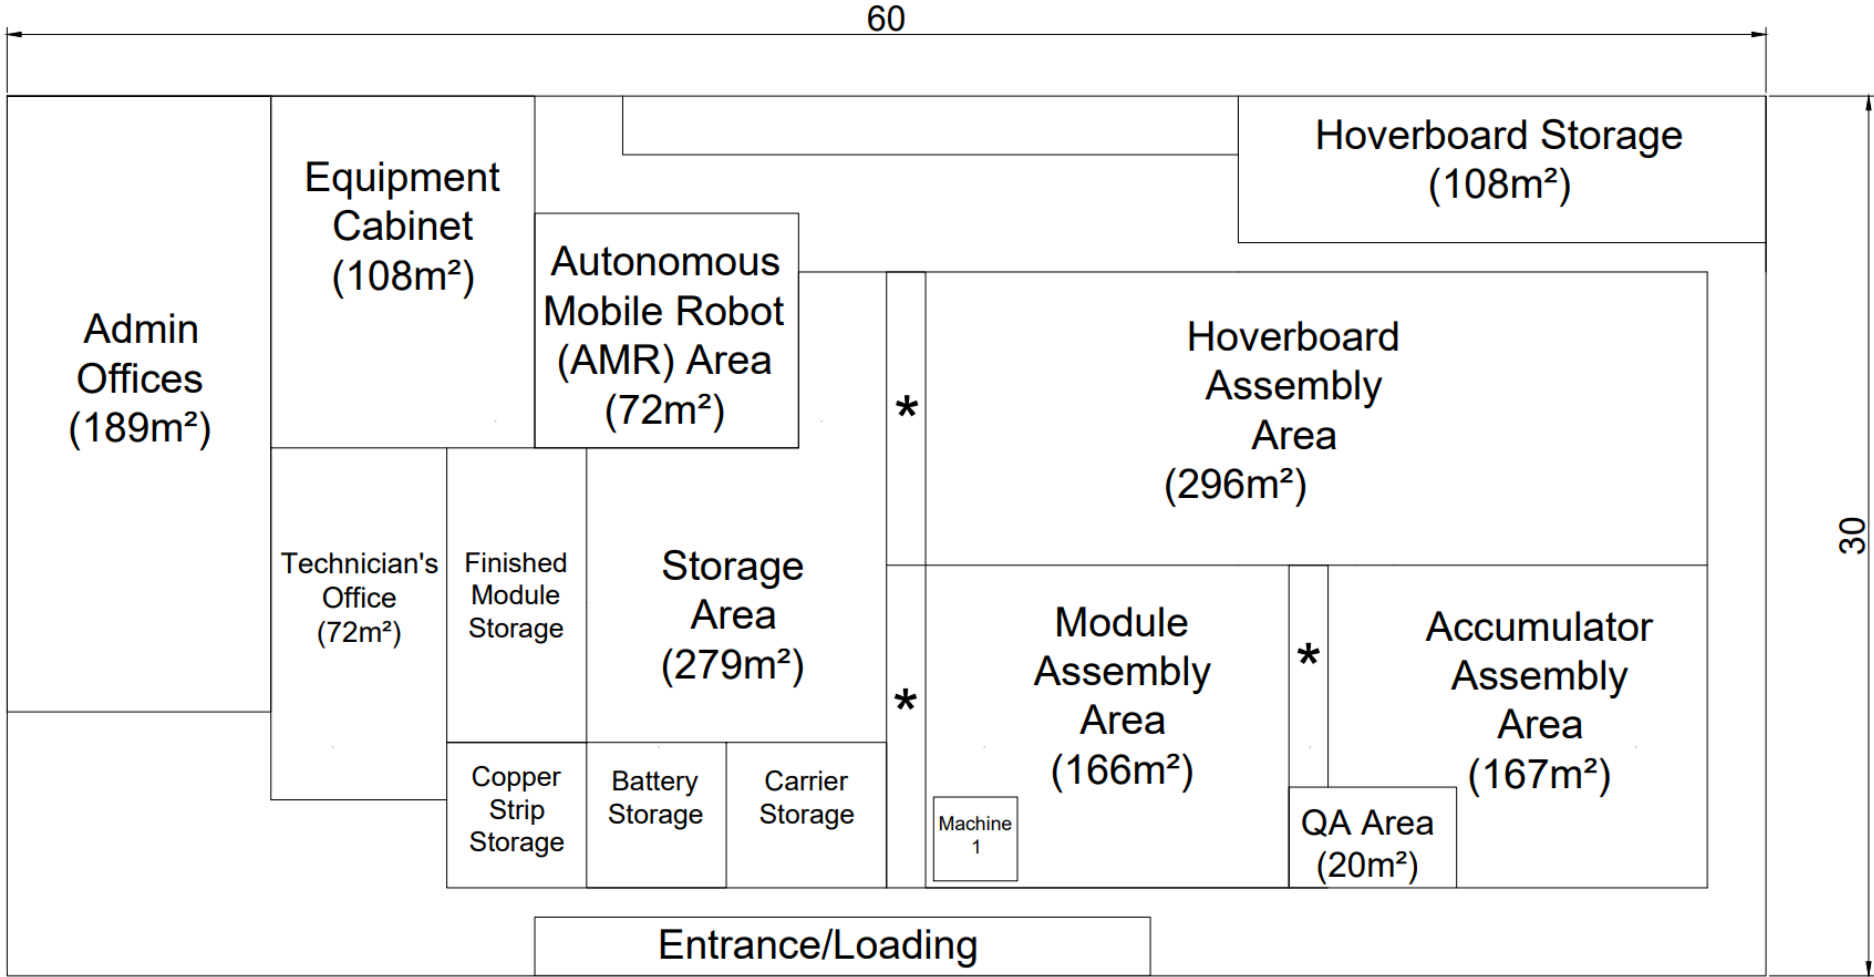 60
Hoverboard Storage
(108m²)
Equipment
Cabinet
(108m²)
Autonomous
Mobile Robot
(AMR) Area
(72m²)
Admin
Offices
(189m²)
*
Hoverboard
Assembly
Area
(296m²)
30
Technician's
Office
(72m²)
Finished
Module
Storage
Storage
Area
(279m²)
*
Module
Assembly
Area
(166m²)
*
Accumulator
Assembly
Area
(167m²)
Copper
Strip
Storage
Battery
Storage
Carrier
Storage
Machine
1
QA Area
(20m²)
Entrance/Loading